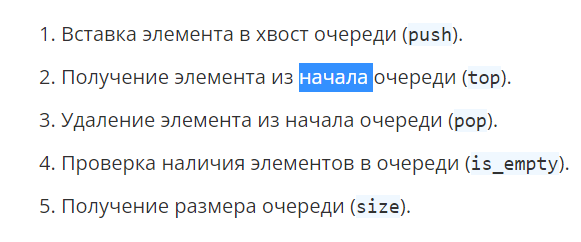 1. Вставка элемента в хвост очереди (push).
2. Получение элемента из начала очереди (top).
3. Удаление элемента из начала очереди (pop).
4. Проверка наличия элементов в очереди (is_empty).
5. Получение размера очереди (size).